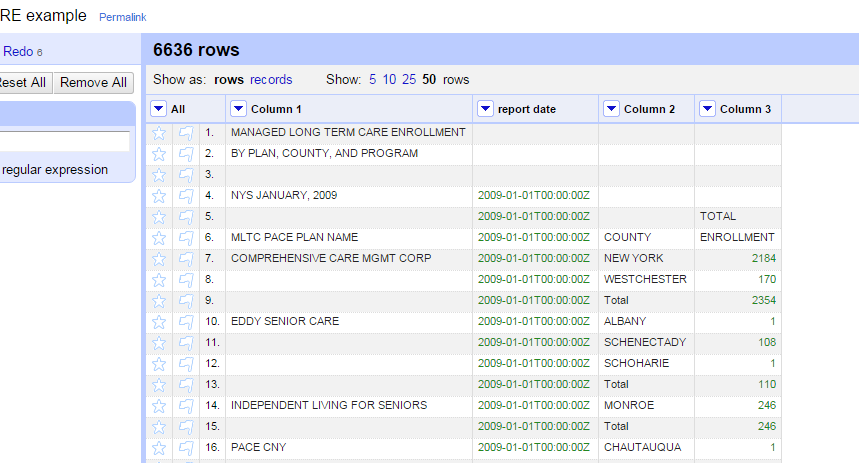 RE example Permalink
Redo 6
6636 rows
Reset All Remove All
Show as: rows records Show: 5 10 25 50 rows
All Column 1 report date Column 2 Column 3
1. MANAGED LONG TERM CARE ENROLLMENT
2. BY PLAN, COUNTY, AND PROGRAM
3.
4. NYS JANUARY, 2009 2009-01-01T00:00:00Z
5. 2009-01-01T00:00:00Z TOTAL
6. MLTC PACE PLAN NAME 2009-01-01T00:00:00Z COUNTY ENROLLMENT
regular expression
7. COMPREHENSIVE CARE MGMT CORP 2009-01-01T00:00:00Z NEW YORK 2184
8. 2009-01-01T00:00:00Z WESTCHESTER 170
9. 2009-01-01T00:00:00Z Total 2354
10. EDDY SENIOR CARE 2009-01-01T00:00:00Z ALBANY 1
11. 2009-01-01T00:00:00Z SCHENECTADY 108
12. 2009-01-01T00:00:00Z SCHOHARIE 1
13. 2009-01-01T00:00:00Z Total 110
14. INDEPENDENT LIVING FOR SENIORS 2009-01-01T00:00:00Z MONROE 246
15. 2009-01-01T00:00:00Z Total 246
16. PACE CNY 2009-01-01T00:00:00Z CHAUTAUQUA 1